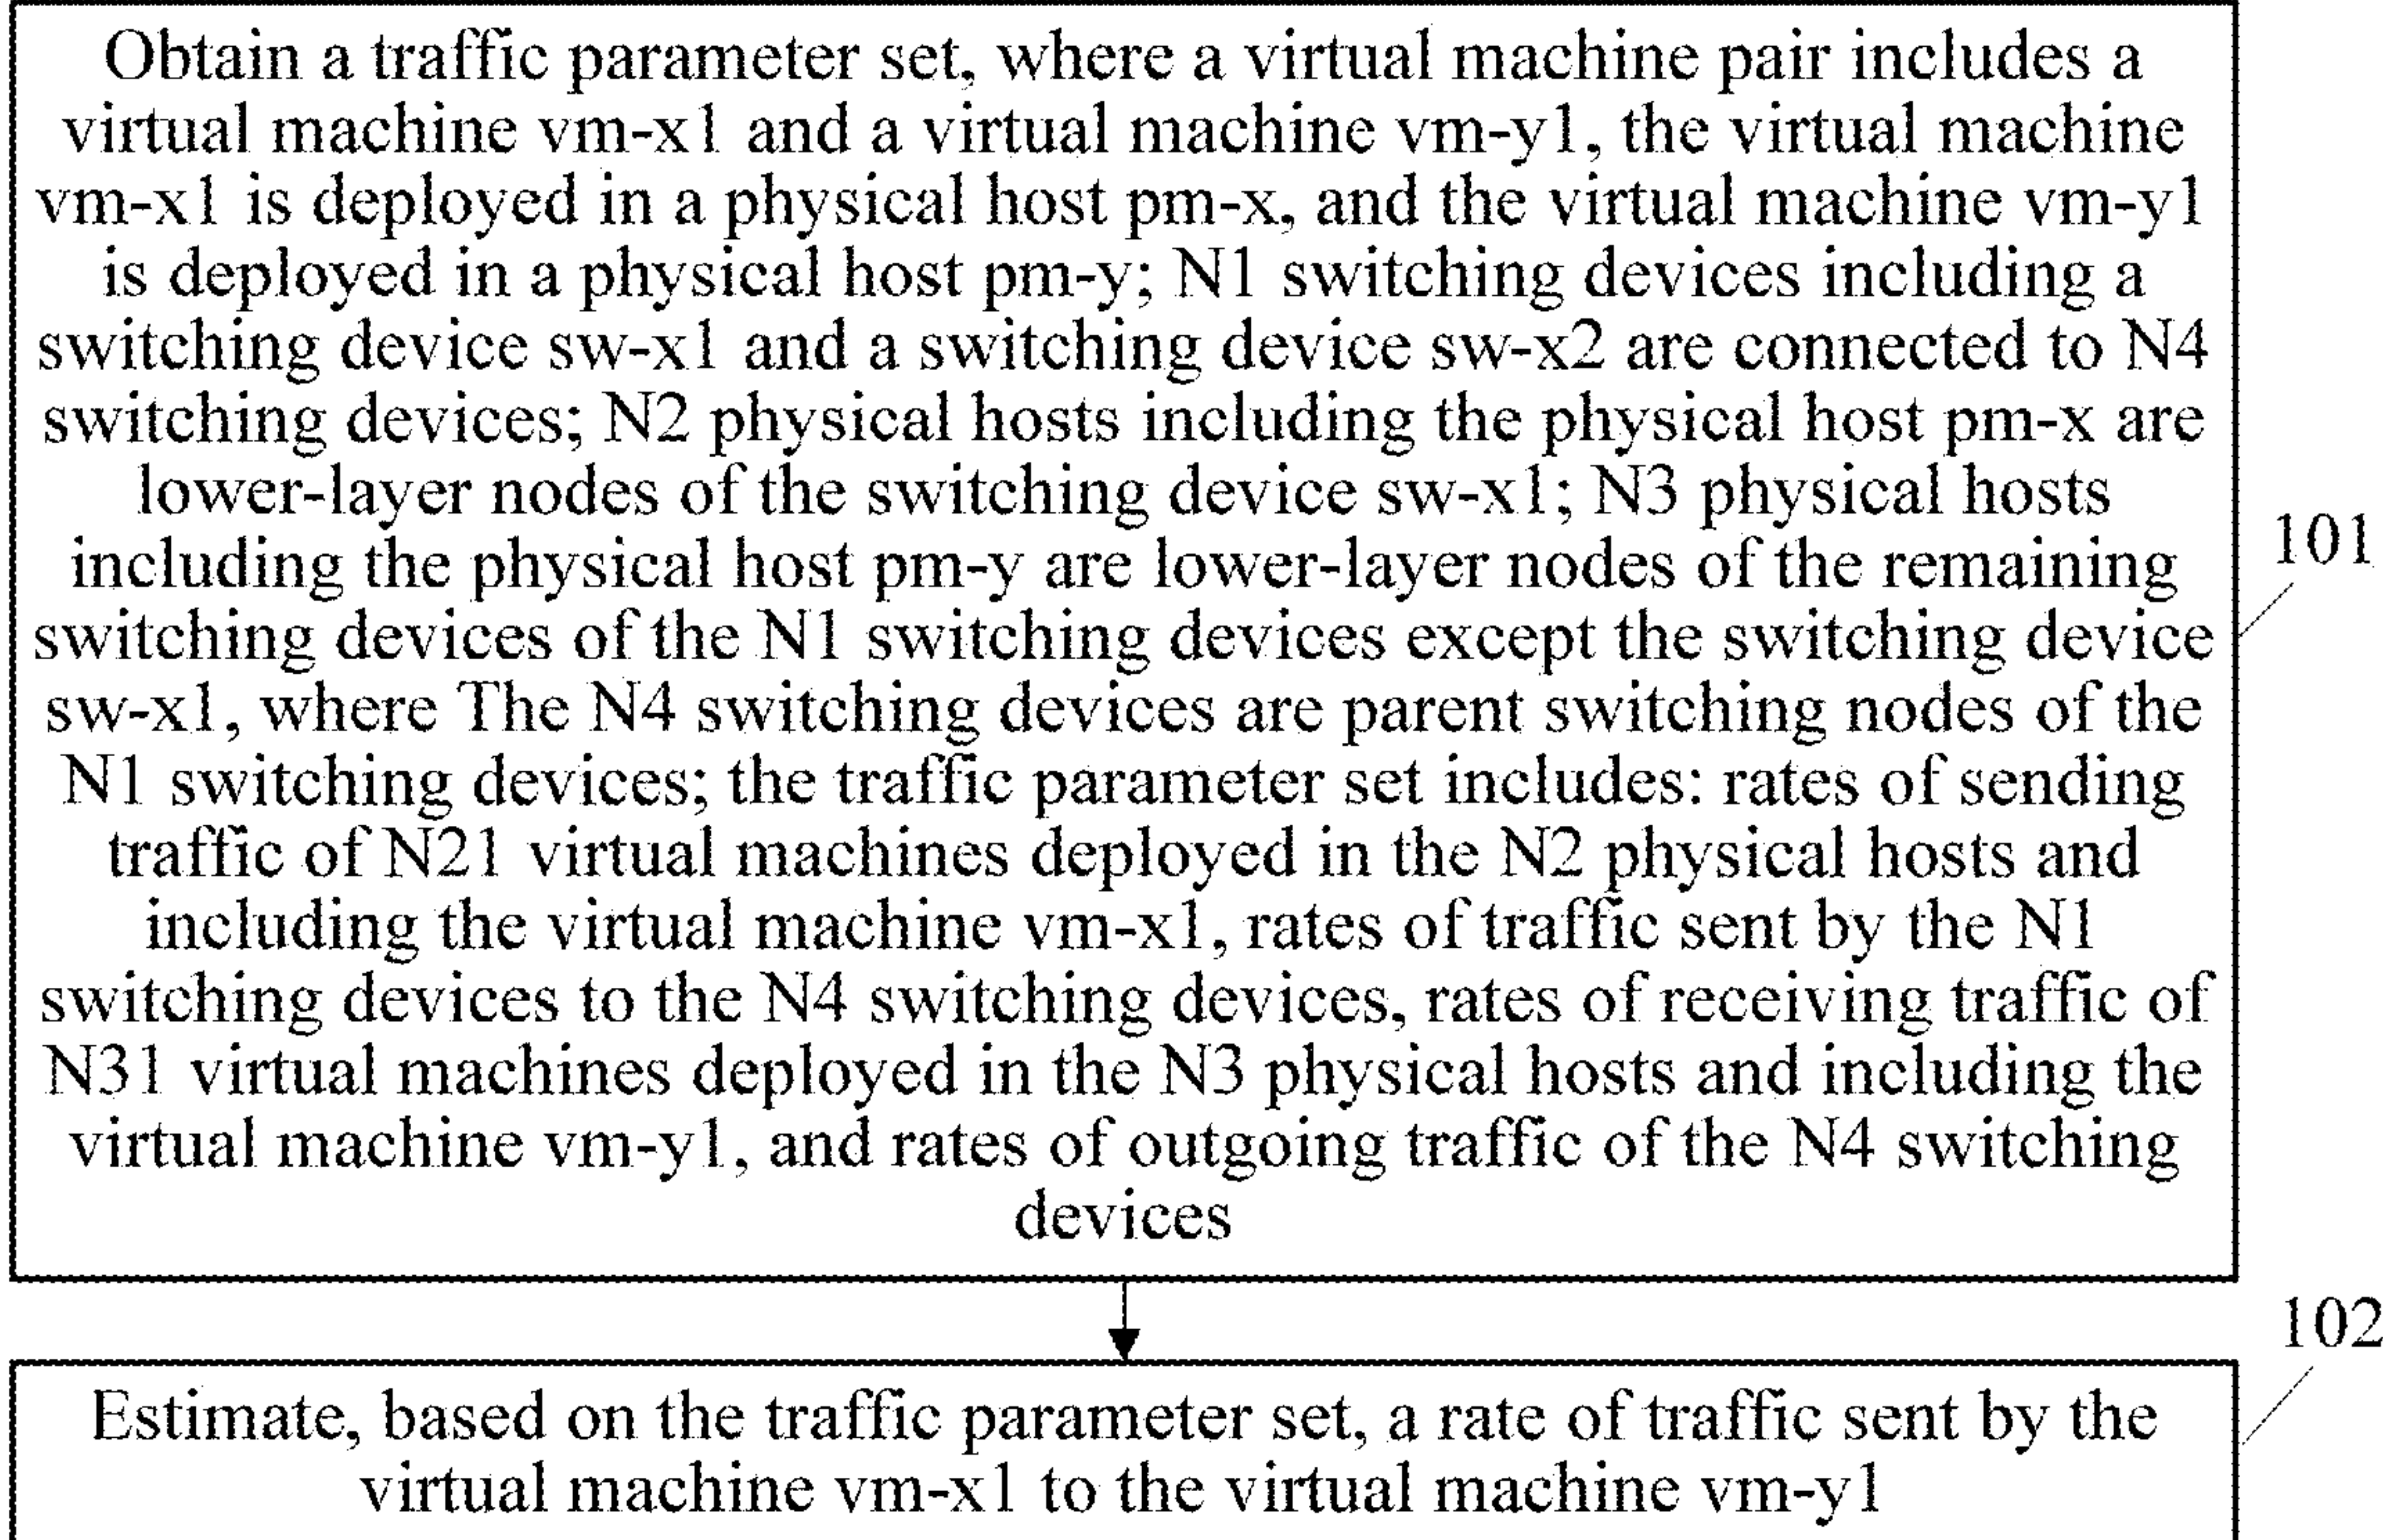 Obtain a traffic parameter set, where a virtual machine pair includes a
virtual machine vm-x1 and a virtual machine vm-y1, the virtual machine
vm-x1 is deployed in a physical host pm-x, and the virtual machine vm-y1
is deployed in a physical host pm-y; N1 switching devices including a
switching device sw-x1 and a switching device sw-x2 are connected to N4
switching devices; N2 physical hosts including the physical host pm-x are
lower-layer nodes of the switching device sw-x1; N3 physical hosts
including the physical host pm-y are lower-layer nodes of the remaining
switching devices of the N1 switching devices except the switching device
sw-x1, where The N4 switching devices are parent switching nodes of the
N1 switching devices; the traffic parameter set includes: rates of sending
traffic of N21 virtual machines deployed in the N2 physical hosts and
including the virtual machine vm-x1, rates of traffic sent by the N1
switching devices to the N4 switching devices, rates of receiving traffic of
N31 virtual machines deployed in the N3 physical hosts and including the
virtual machine vm-y1, and rates of outgoing traffic of the N4 switching
devices
101
102
Estimate, based on the traffic parameter set, a rate of traffic sent by the
virtual machine vm-x1 to the virtual machine vm-y1